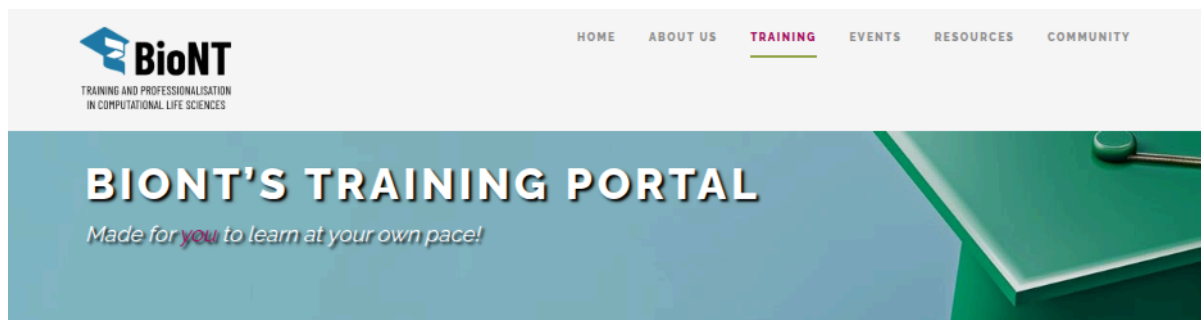 BioNT
TRAINING AND PROFESSIONALISATION
IN COMPUTATIONAL LIFE SCIENCES
HOME ABOUT US TRAINING EVENTS RESOURCES COMMUNITY
BIONT'S TRAINING PORTAL
Made for you to learn at your own pace!